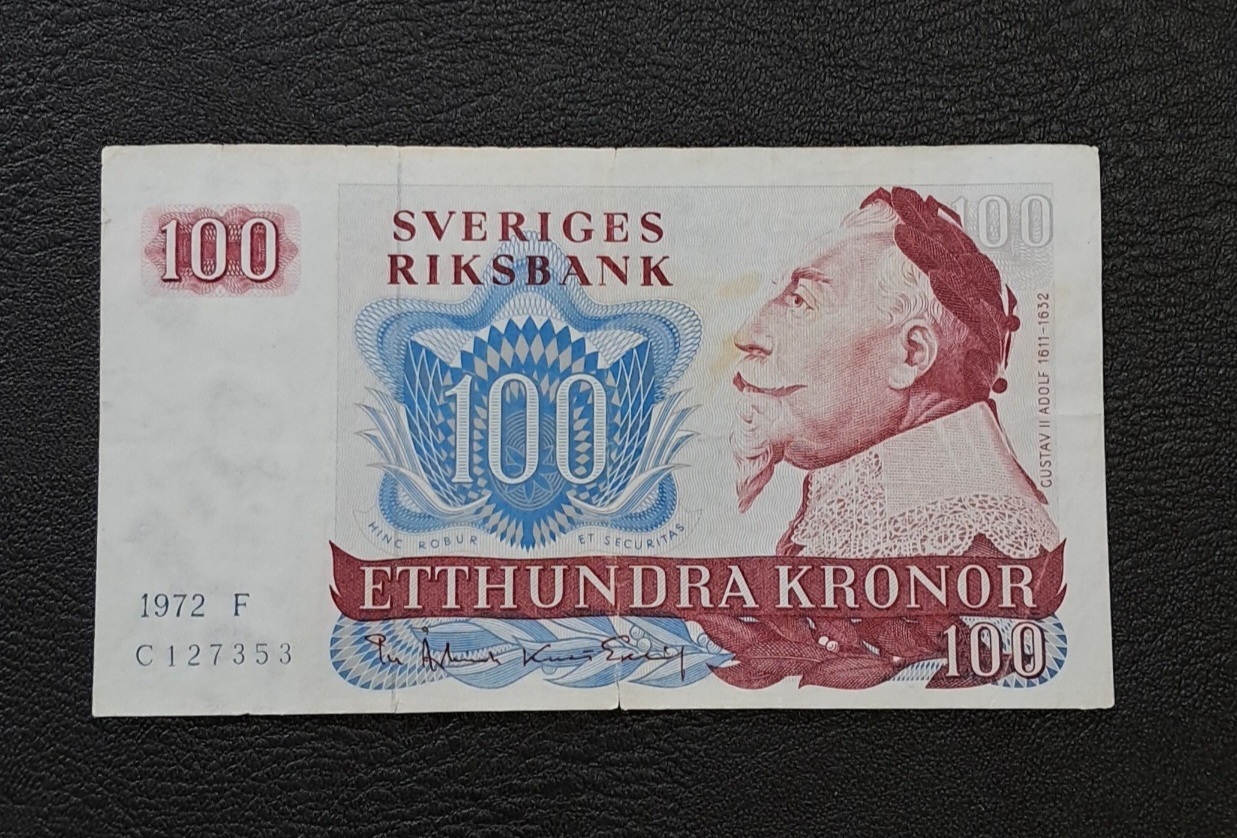 100
SVERIGES
RIKSBANK
100
100
GUSTAV II ADOLF 1611-1632
HINC ROBUR ET SECURITAS
ETTHUNDRA KRONOR
1972 F
C127353
100